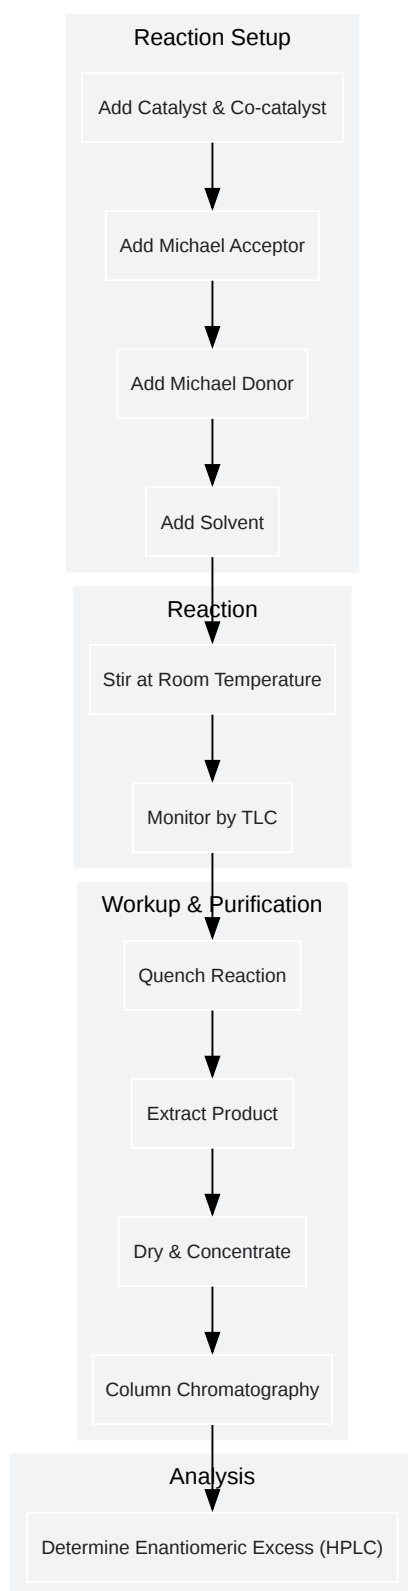 Reaction Setup
Add Catalyst & Co-catalyst
Add Michael Acceptor
Add Michael Donor
Add Solvent
Reaction
Stir at Room Temperature
Monitor by TLC
Workup & Purification
Quench Reaction
Extract Product
Dry & Concentrate
Column Chromatography
Analysis
Determine Enantiomeric Excess (HPLC)